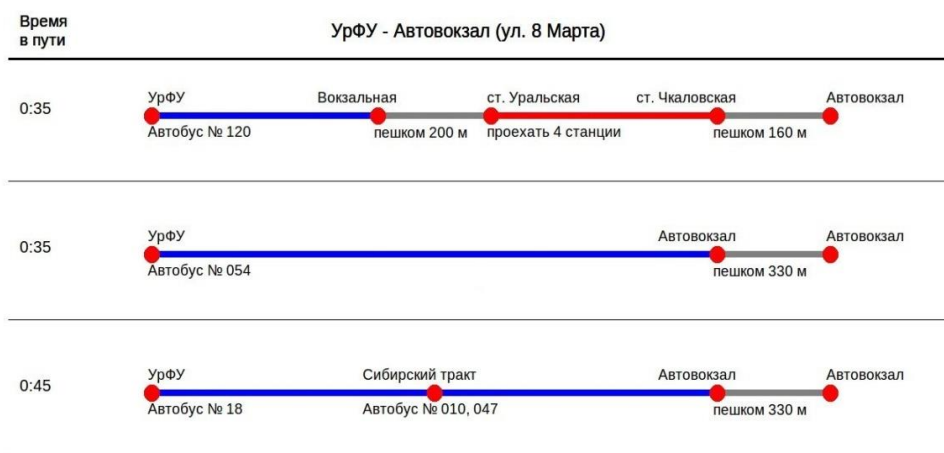 Время
в пути
УрФУ - Автовокзал (ул. 8 Марта)
0:35
УрФУ Вокзальная ст. Уральская ст. Чкаловская Автовокзал
Автобус № 120 пешком 200 м проехать 4 станции пешком 160 м
0:35
УрФУ Автовокзал Автовокзал
Автобус № 054 пешком 330 м
0:45
УрФУ Сибирский тракт Автовокзал Автовокзал
Автобус № 18 Автобус № 010, 047 пешком 330 м